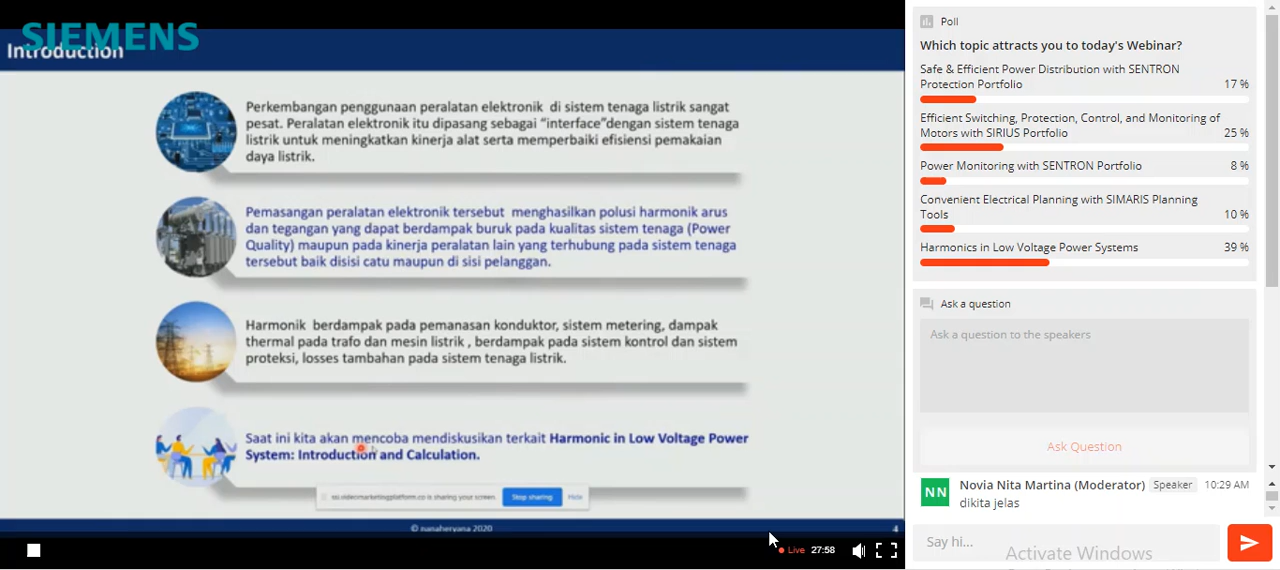 SIEMENS
Introduction
Perkembangan penggunaan peralatan elektronik di sistem tenaga listrik sangat
pesat. Peralatan elektronik itu dipasang sebagai “interface”dengan sistem tenaga
listrik untuk meningkatkan kinerja alat serta memperbaiki efisiensi pemakaian
daya listrik.
Pemasangan peralatan elektronik tersebut menghasilkan polusi harmonik arus
dan tegangan yang dapat berdampak buruk pada kualitas sistem tenaga (Power
Quality) maupun pada kinerja peralatan lain yang terhubung pada sistem tenaga
tersebut baik disisi catu maupun di sisi pelanggan.
Harmonik berdampak pada pemanasan konduktor, sistem metering, dampak
thermal pada trafo dan mesin listrik , berdampak pada sistem kontrol dan sistem
proteksi, losses tambahan pada sistem tenaga listrik.
Saat ini kita akan mencoba mendiskusikan terkait Harmonic in Low Voltage Power
System: Introduction and Calculation.
is sharing your screen.
Stop sharing
Hide
© nanaheryana 2020
4
Live 27:58
Poll
Which topic attracts you to today's Webinar?
Safe & Efficient Power Distribution with SENTRON
Protection Portfolio 17 %
Efficient Switching, Protection, Control, and Monitoring of
Motors with SIRIUS Portfolio 25 %
Power Monitoring with SENTRON Portfolio 8 %
Convenient Electrical Planning with SIMARIS Planning
Tools 10 %
Harmonics in Low Voltage Power Systems 39 %
Ask a question
Ask a question to the speakers
Ask Question
NN
Novia Nita Martina (Moderator) Speaker 10:29 AM
dikita jelas
Say hi...
Activate Windows